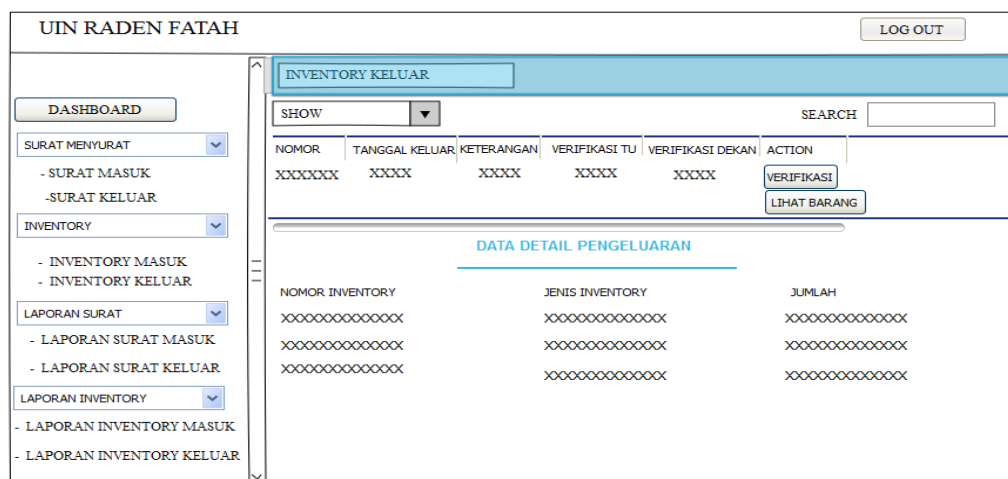 UIN RADEN FATAH
LOG OUT
DASHBOARD
SURAT MENYURAT
- SURAT MASUK
-SURAT KELUAR
INVENTORY
- INVENTORY MASUK
- INVENTORY KELUAR
LAPORAN SURAT
- LAPORAN SURAT MASUK
- LAPORAN SURAT KELUAR
LAPORAN INVENTORY
- LAPORAN INVENTORY MASUK
- LAPORAN INVENTORY KELUAR
INVENTORY KELUAR
SHOW
SEARCH
NOMOR TANGGAL KELUAR KETERANGAN VERIFIKASI TU VERIFIKASI DEKAN ACTION
XXXXXX XXXX XXXX XXXX XXXX VERIFIKASI
LIHAT BARANG
DATA DETAIL PENGELUARAN
NOMOR INVENTORY JENIS INVENTORY JUMLAH
XXXXXXXXXXXXX XXXXXXXXXXXXX XXXXXXXXXXXXX
XXXXXXXXXXXXX XXXXXXXXXXXXX XXXXXXXXXXXXX
XXXXXXXXXXXXX XXXXXXXXXXXXX XXXXXXXXXXXXX